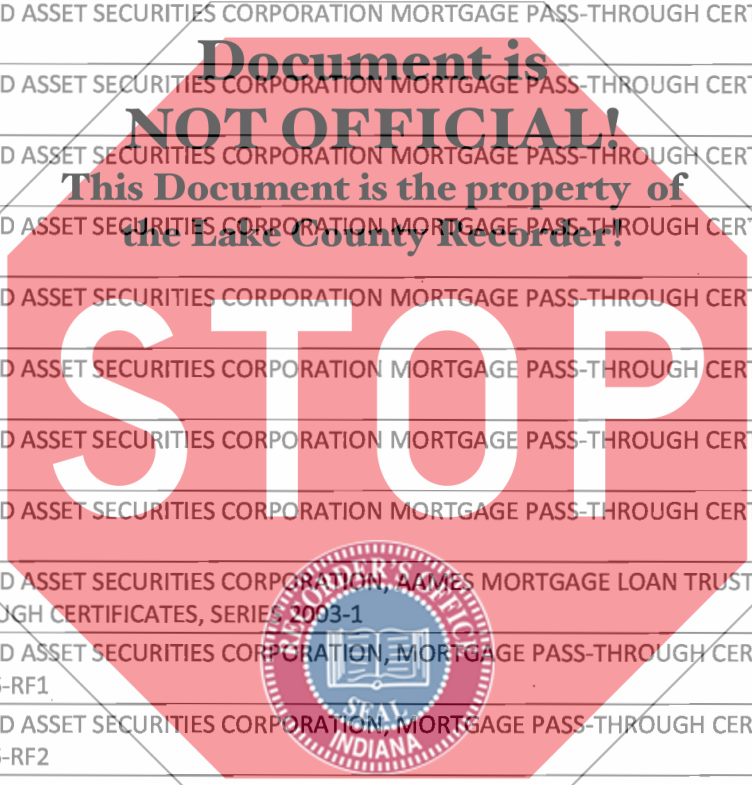 D ASSET SECURITIES CORPORATION MORTGAGE PASS-THROUGH CERT
Document is
D ASSET SECURITIES CORPORATION MORTGAGE PASS-THROUGH CERT
NOT OFFICIAL!
D ASSET SECURITIES CORPORATION MORTGAGE PASS-THROUGH CERT
This Document is the property of
D ASSET SECURITIES CORPORATION MORTGAGE PASS-THROUGH CERT
the Lake County Recorder!
D ASSET SECURITIES CORPORATION MORTGAGE PASS-THROUGH CERT
STOP
D ASSET SECURITIES CORPORATION MORTGAGE PASS-THROUGH CERT
D ASSET SECURITIES CORPORATION MORTGAGE PASS-THROUGH CERT
D ASSET SECURITIES CORPORATION MORTGAGE PASS-THROUGH CERT
D ASSET SECURITIES CORPORATION, AAMES MORTGAGE LOAN TRUST
UGH CERTIFICATES, SERIES 2003-1
RECORDER'S OFFICE
D ASSET SECURITIES CORPORATION, MORTGAGE PASS-THROUGH CER
-RF1
SEAL
D ASSET SECURITIES CORPORATION, MORTGAGE PASS-THROUGH CER
INDIANA
-RF2